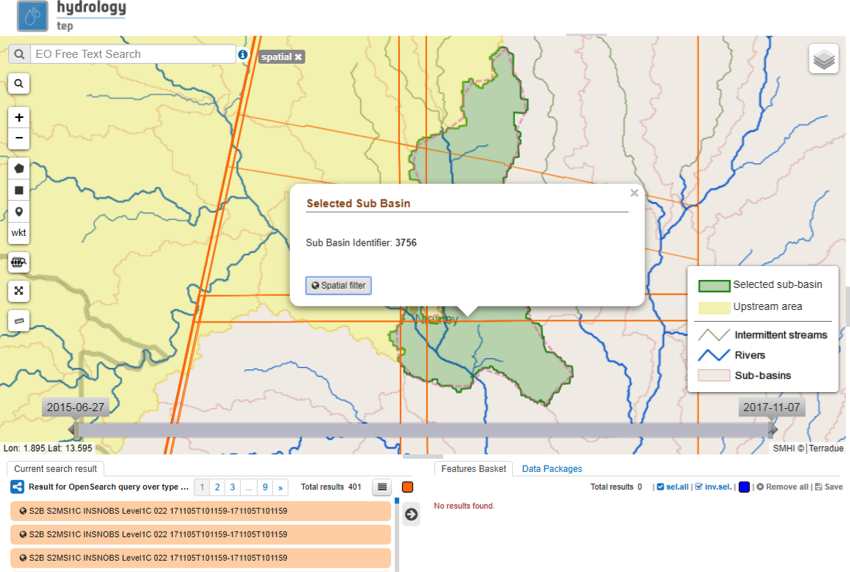 hydrology
tep
EO Free Text Search
spatial
wkt
Selected Sub Basin
Sub Basin Identifier: 3756
Spatial filter
Selected sub-basin
Upstream area
Intermittent streams
Rivers
Sub-basins
2015-06-27
2017-11-07
Lon: 1.895 Lat: 13.595
SMHI © | Terradue
Current search result
Result for OpenSearch query over type ... 1 2 3 ... 9 » Total results 401
S2B S2MSI1C INSNOBS Level1C 022 171105T101159-171105T101159
S2B S2MSI1C INSNOBS Level1C 022 171105T101159-171105T101159
S2B S2MSI1C INSNOBS Level1C 022 171105T101159-171105T101159
Features Basket Data Packages
Total results 0 | sel.all | inv.sel. | | Remove all | Save
No results found.